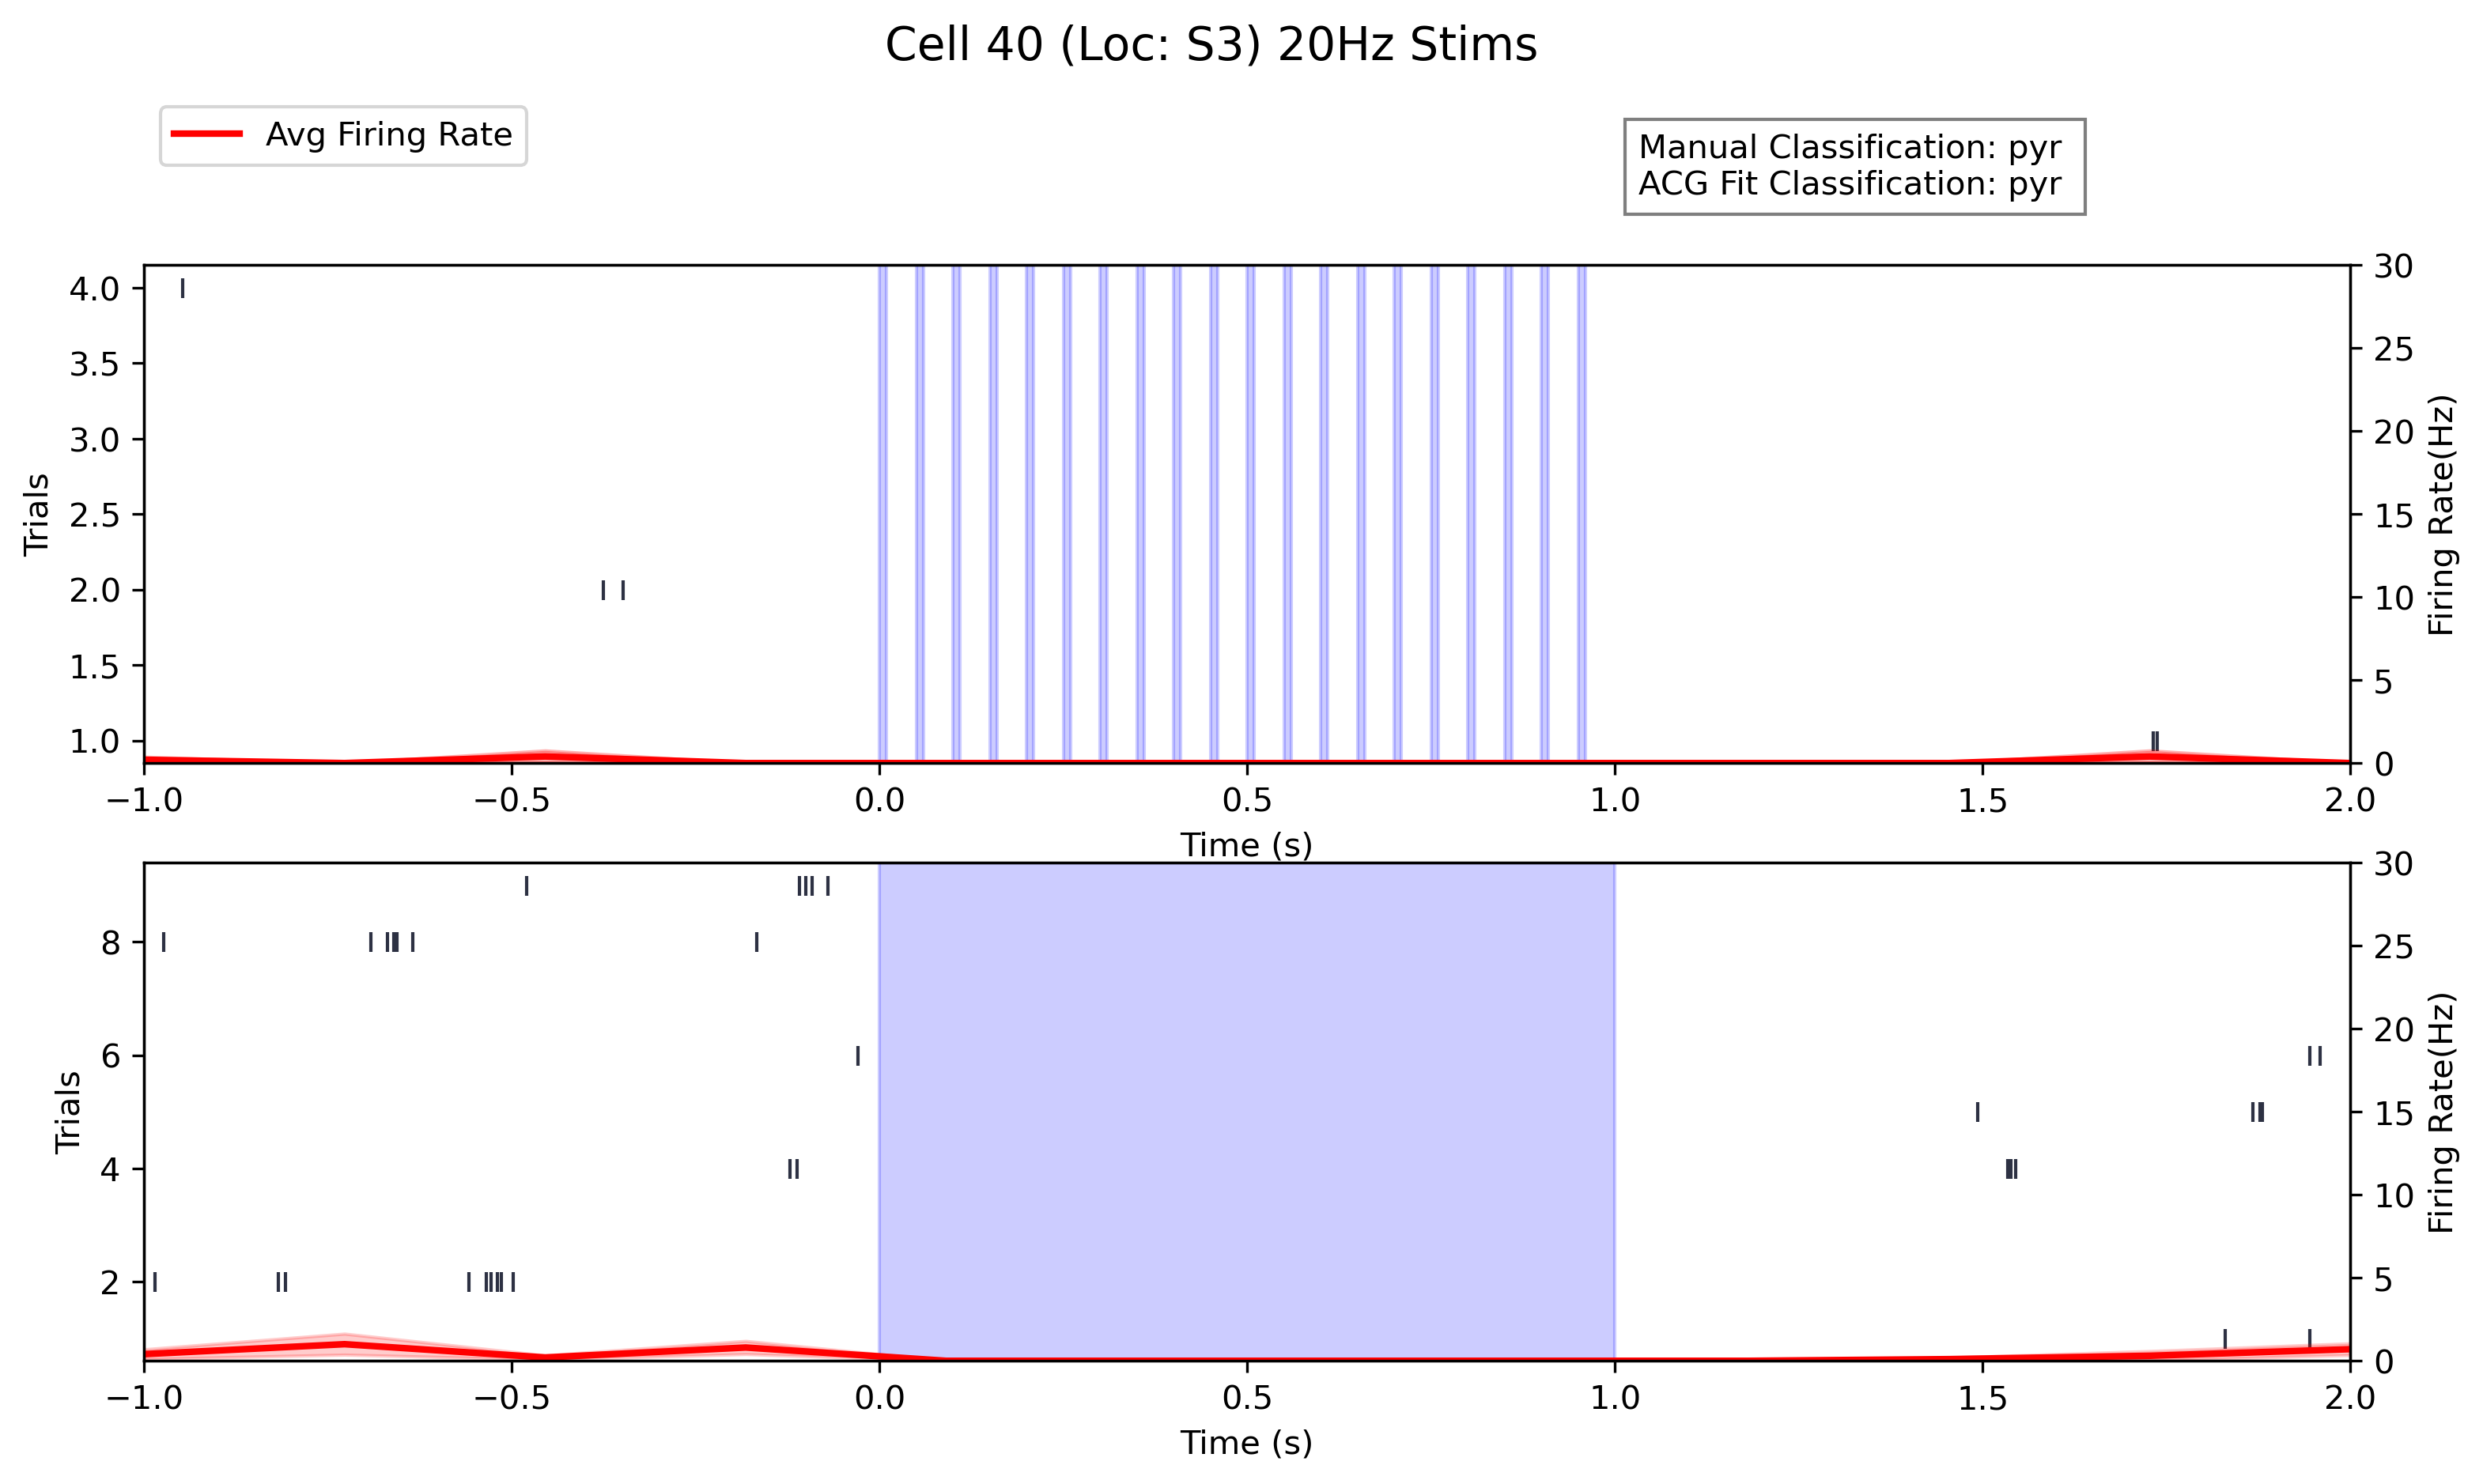 Cell 40 (Loc: S3) 20Hz Stims
Avg Firing Rate
Manual Classification: pyr
ACG Fit Classification: pyr
4.0
3.5
3.0
2.5
2.0
1.5
1.0
Trials
30
25
20
15
10
5
0
Firing Rate(Hz)
−1.0 −0.5 0.0 0.5 1.0 1.5 2.0
Time (s)
8
6
4
2
Trials
30
25
20
15
10
5
0
Firing Rate(Hz)
−1.0 −0.5 0.0 0.5 1.0 1.5 2.0
Time (s)